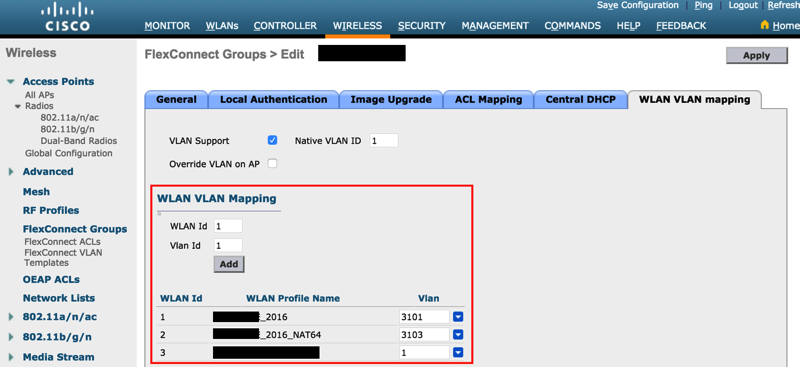 Save Configuration | Ping | Logout | Refresh
CISCO
MONITOR WLANs CONTROLLER WIRELESS SECURITY MANAGEMENT COMMANDS HELP FEEDBACK Home
Wireless
FlexConnect Groups > Edit
Apply
Access Points
All APs
Radios
802.11a/n/ac
802.11b/g/n
Dual-Band Radios
Global Configuration
Advanced
Mesh
RF Profiles
FlexConnect Groups
FlexConnect ACLs
FlexConnect VLAN
Templates
OEAP ACLs
Network Lists
802.11a/n/ac
802.11b/g/n
Media Stream
General Local Authentication Image Upgrade ACL Mapping Central DHCP WLAN VLAN mapping
VLAN Support Native VLAN ID 1
Override VLAN on AP
WLAN VLAN Mapping
WLAN Id 1
Vlan Id 1
Add
WLAN Id WLAN Profile Name Vlan
1 _2016 3101
2 _2016_NAT64 3103
3 1